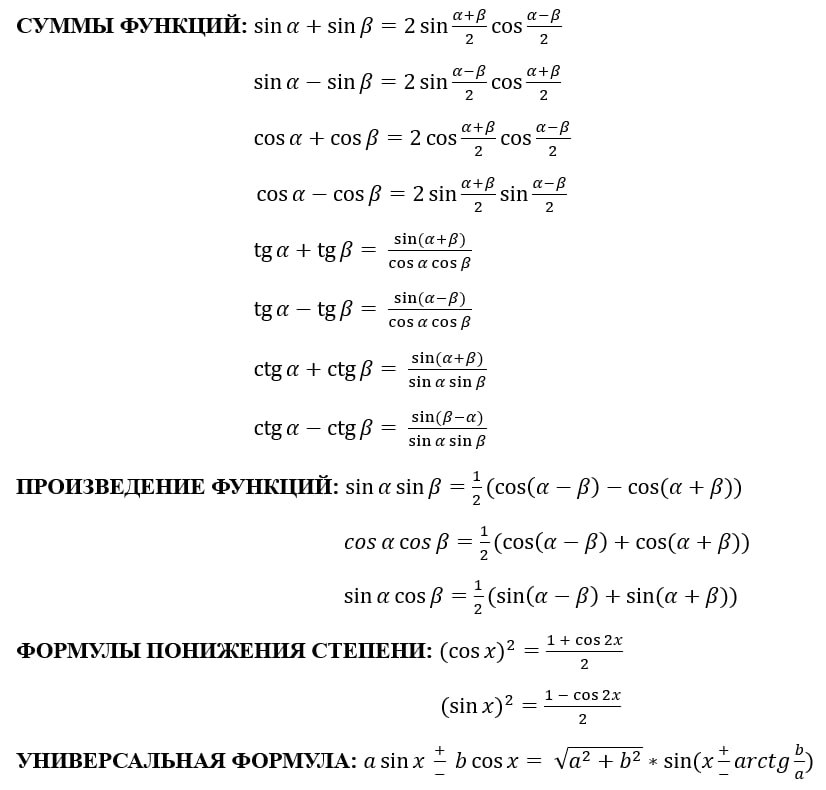 СУММЫ ФУНКЦИЙ: sin α + sin β = 2 sin (α+β)/2 cos (α−β)/2
sin α − sin β = 2 sin (α−β)/2 cos (α+β)/2
cos α + cos β = 2 cos (α+β)/2 cos (α−β)/2
cos α − cos β = 2 sin (α+β)/2 sin (α−β)/2
tg α + tg β = sin(α+β)/(cos α cos β)
tg α − tg β = sin(α−β)/(cos α cos β)
ctg α + ctg β = sin(α+β)/(sin α sin β)
ctg α − ctg β = sin(β−α)/(sin α sin β)
ПРОИЗВЕДЕНИЕ ФУНКЦИЙ: sin α sin β = 1/2 (cos(α − β) − cos(α + β))
cos α cos β = 1/2 (cos(α − β) + cos(α + β))
sin α cos β = 1/2 (sin(α − β) + sin(α + β))
ФОРМУЛЫ ПОНИЖЕНИЯ СТЕПЕНИ: (cos x)² = (1 + cos 2x)/2
(sin x)² = (1 − cos 2x)/2
УНИВЕРСАЛЬНАЯ ФОРМУЛА: a sin x ± b cos x = √(a² + b²) ∗ sin(x ± arctg b/a)